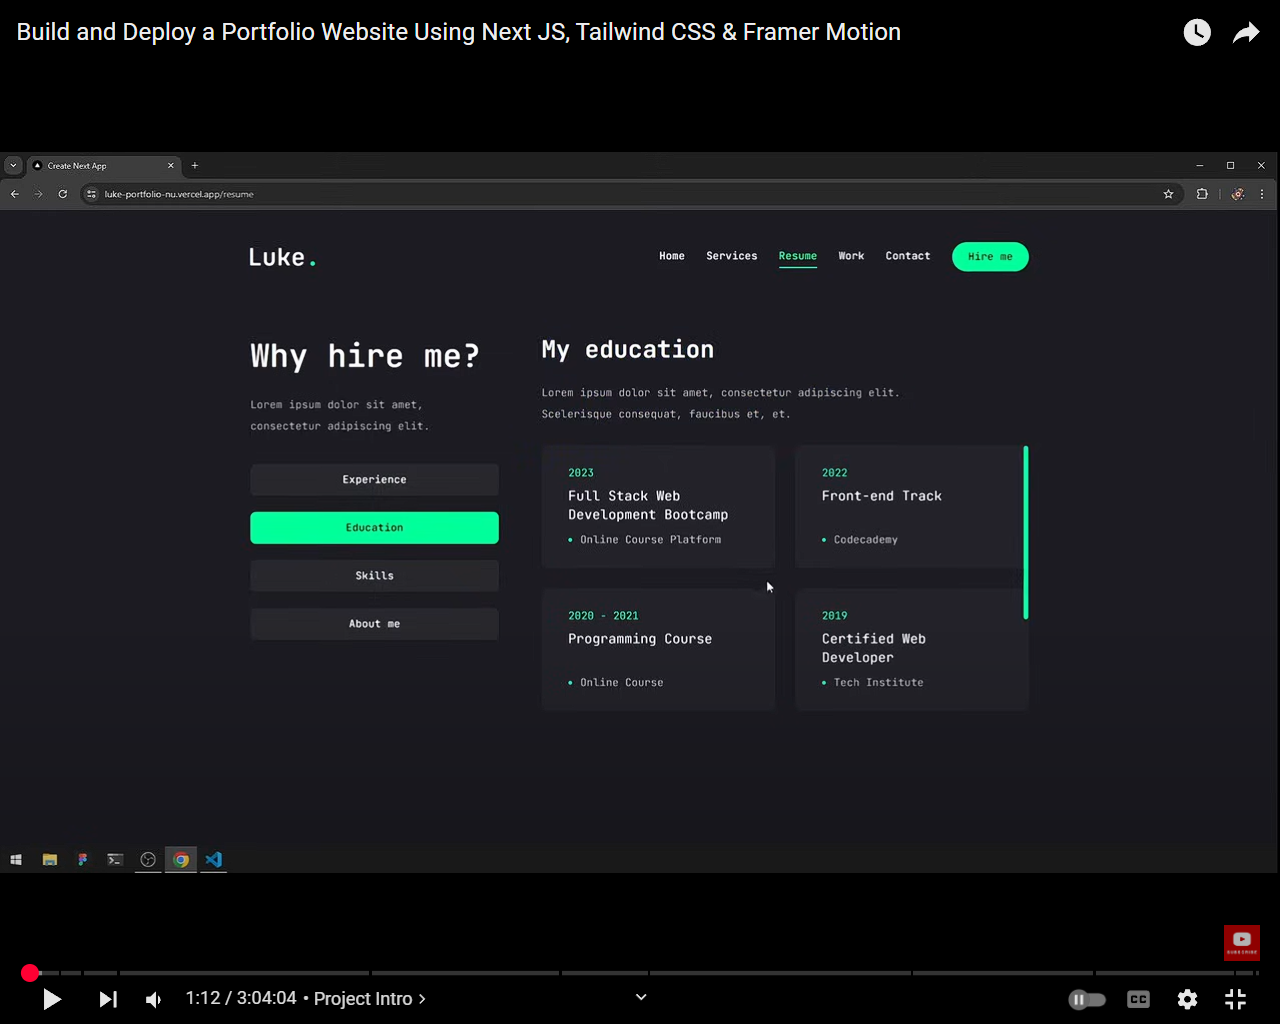 Build and Deploy a Portfolio Website Using Next JS, Tailwind CSS & Framer Motion
Create Next App
luke-portfolio-nu.vercel.app/resume
Luke.
Home Services Resume Work Contact Hire me
Why hire me?
Lorem ipsum dolor sit amet,
consectetur adipiscing elit.
Experience
Education
Skills
About me
My education
Lorem ipsum dolor sit amet, consectetur adipiscing elit.
Scelerisque consequat, faucibus et, et.
2023
Full Stack Web
Development Bootcamp
Online Course Platform
2022
Front-end Track
Codecademy
2020 - 2021
Programming Course
Online Course
2019
Certified Web
Developer
Tech Institute
SUBSCRIBE
1:12 / 3:04:04 • Project Intro
CC